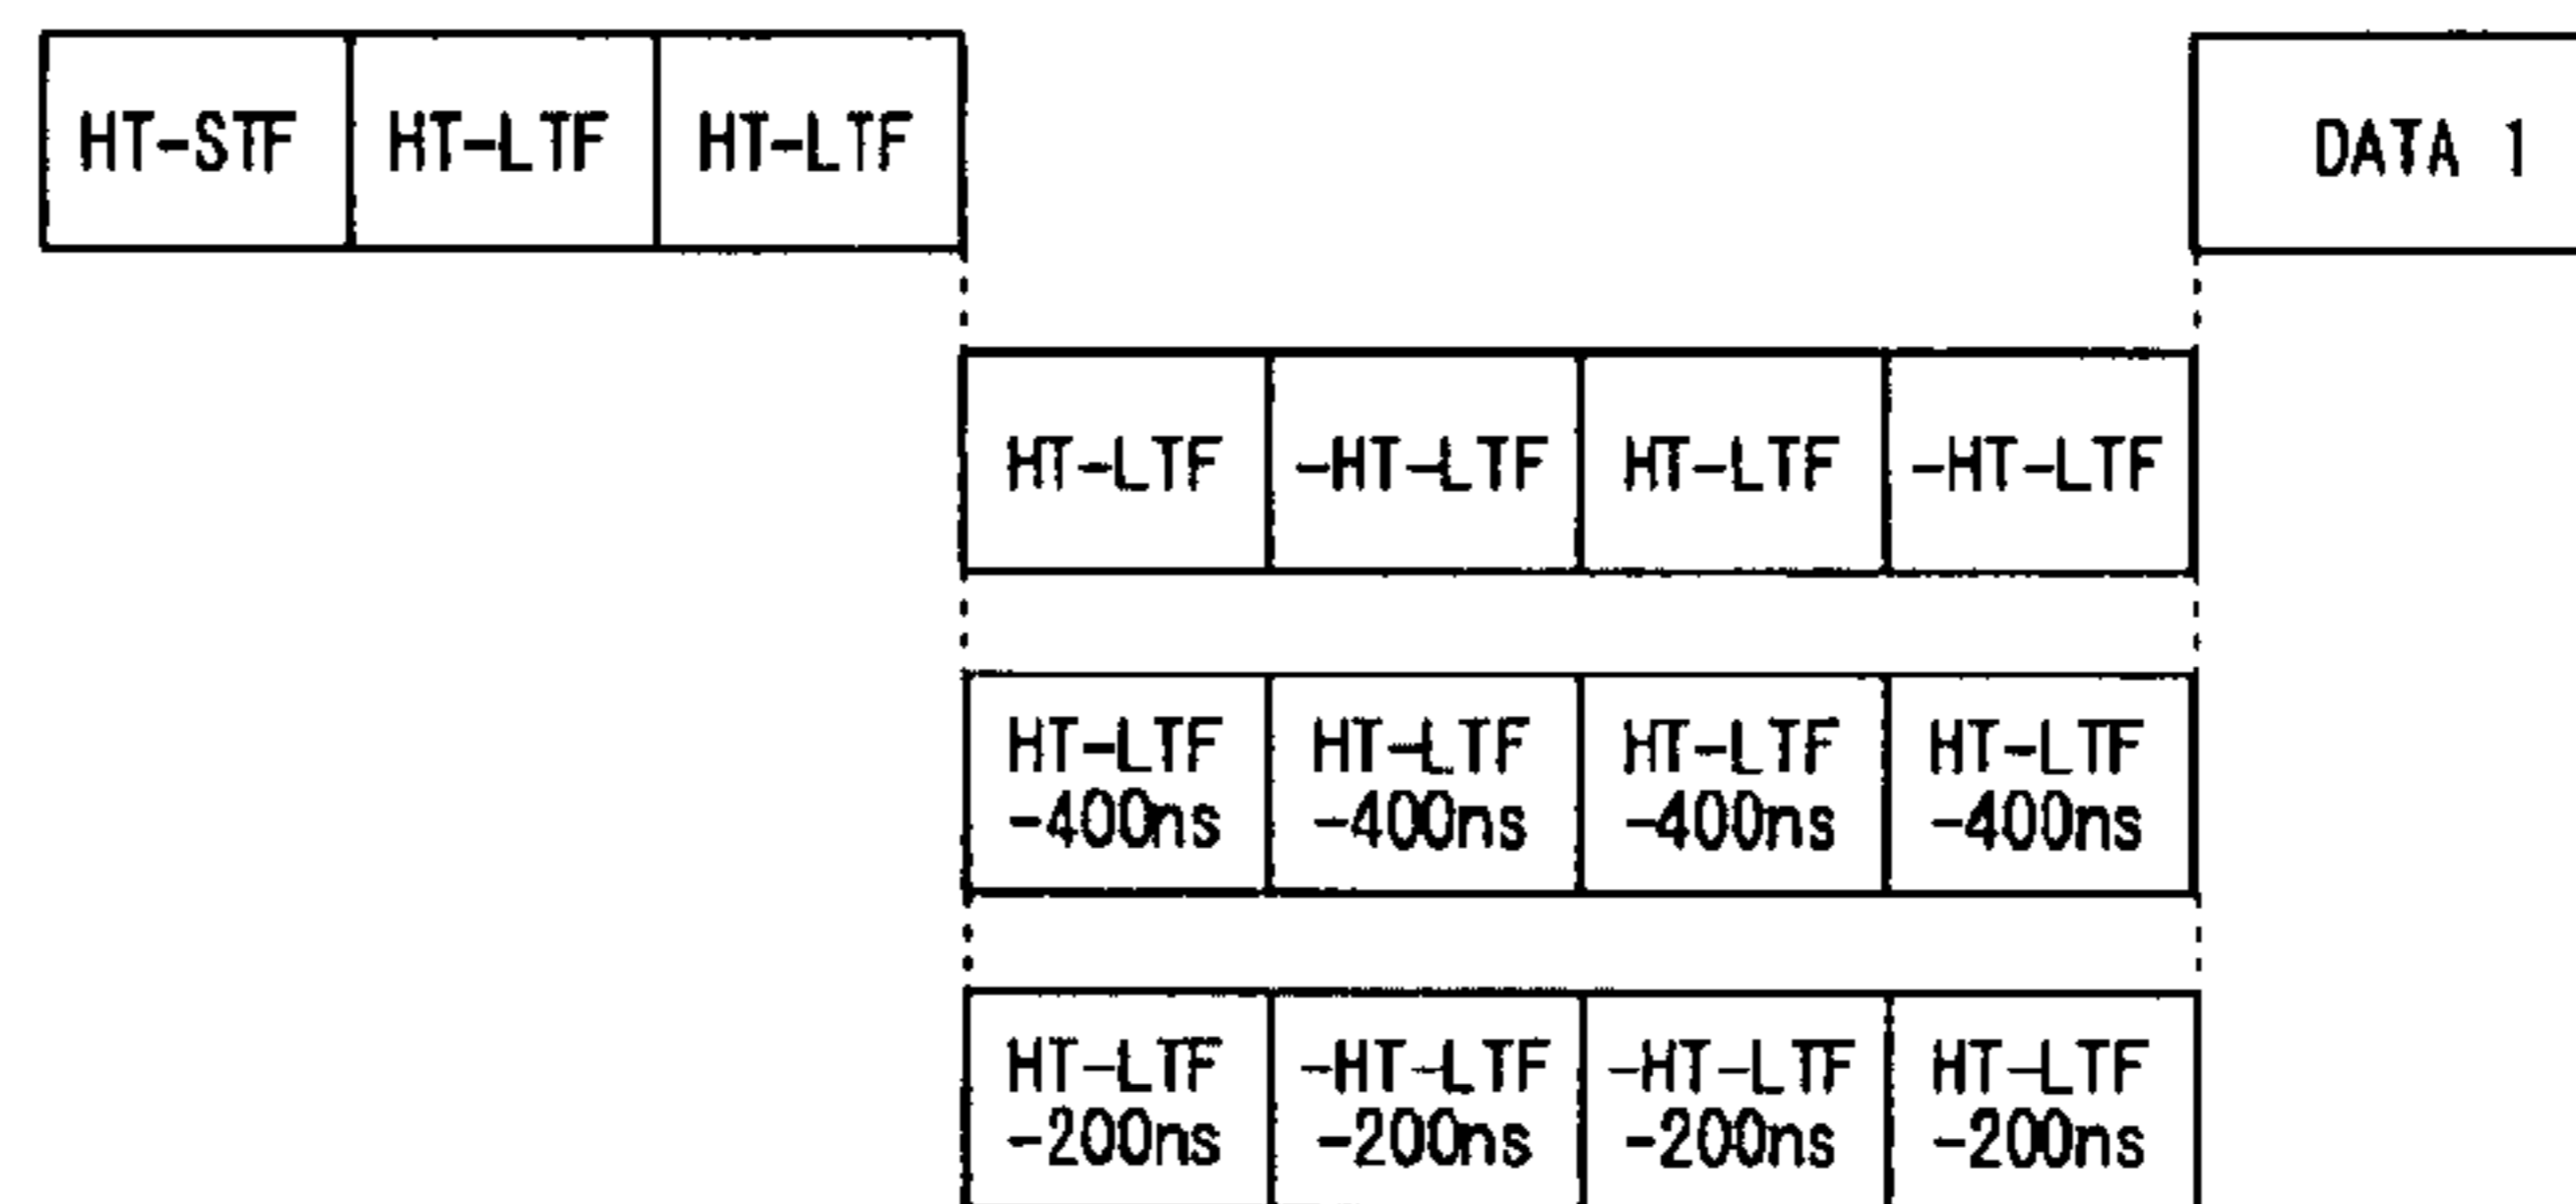 HT-STF HT-LTF HT-LTF DATA 1
HT-LTF -HT-LTF HT-LTF -HT-LTF
HT-LTF HT-LTF HT-LTF HT-LTF
-400ns -400ns -400ns -400ns
HT-LTF -HT-LTF -HT-LTF HT-LTF
-200ns -200ns -200ns -200ns